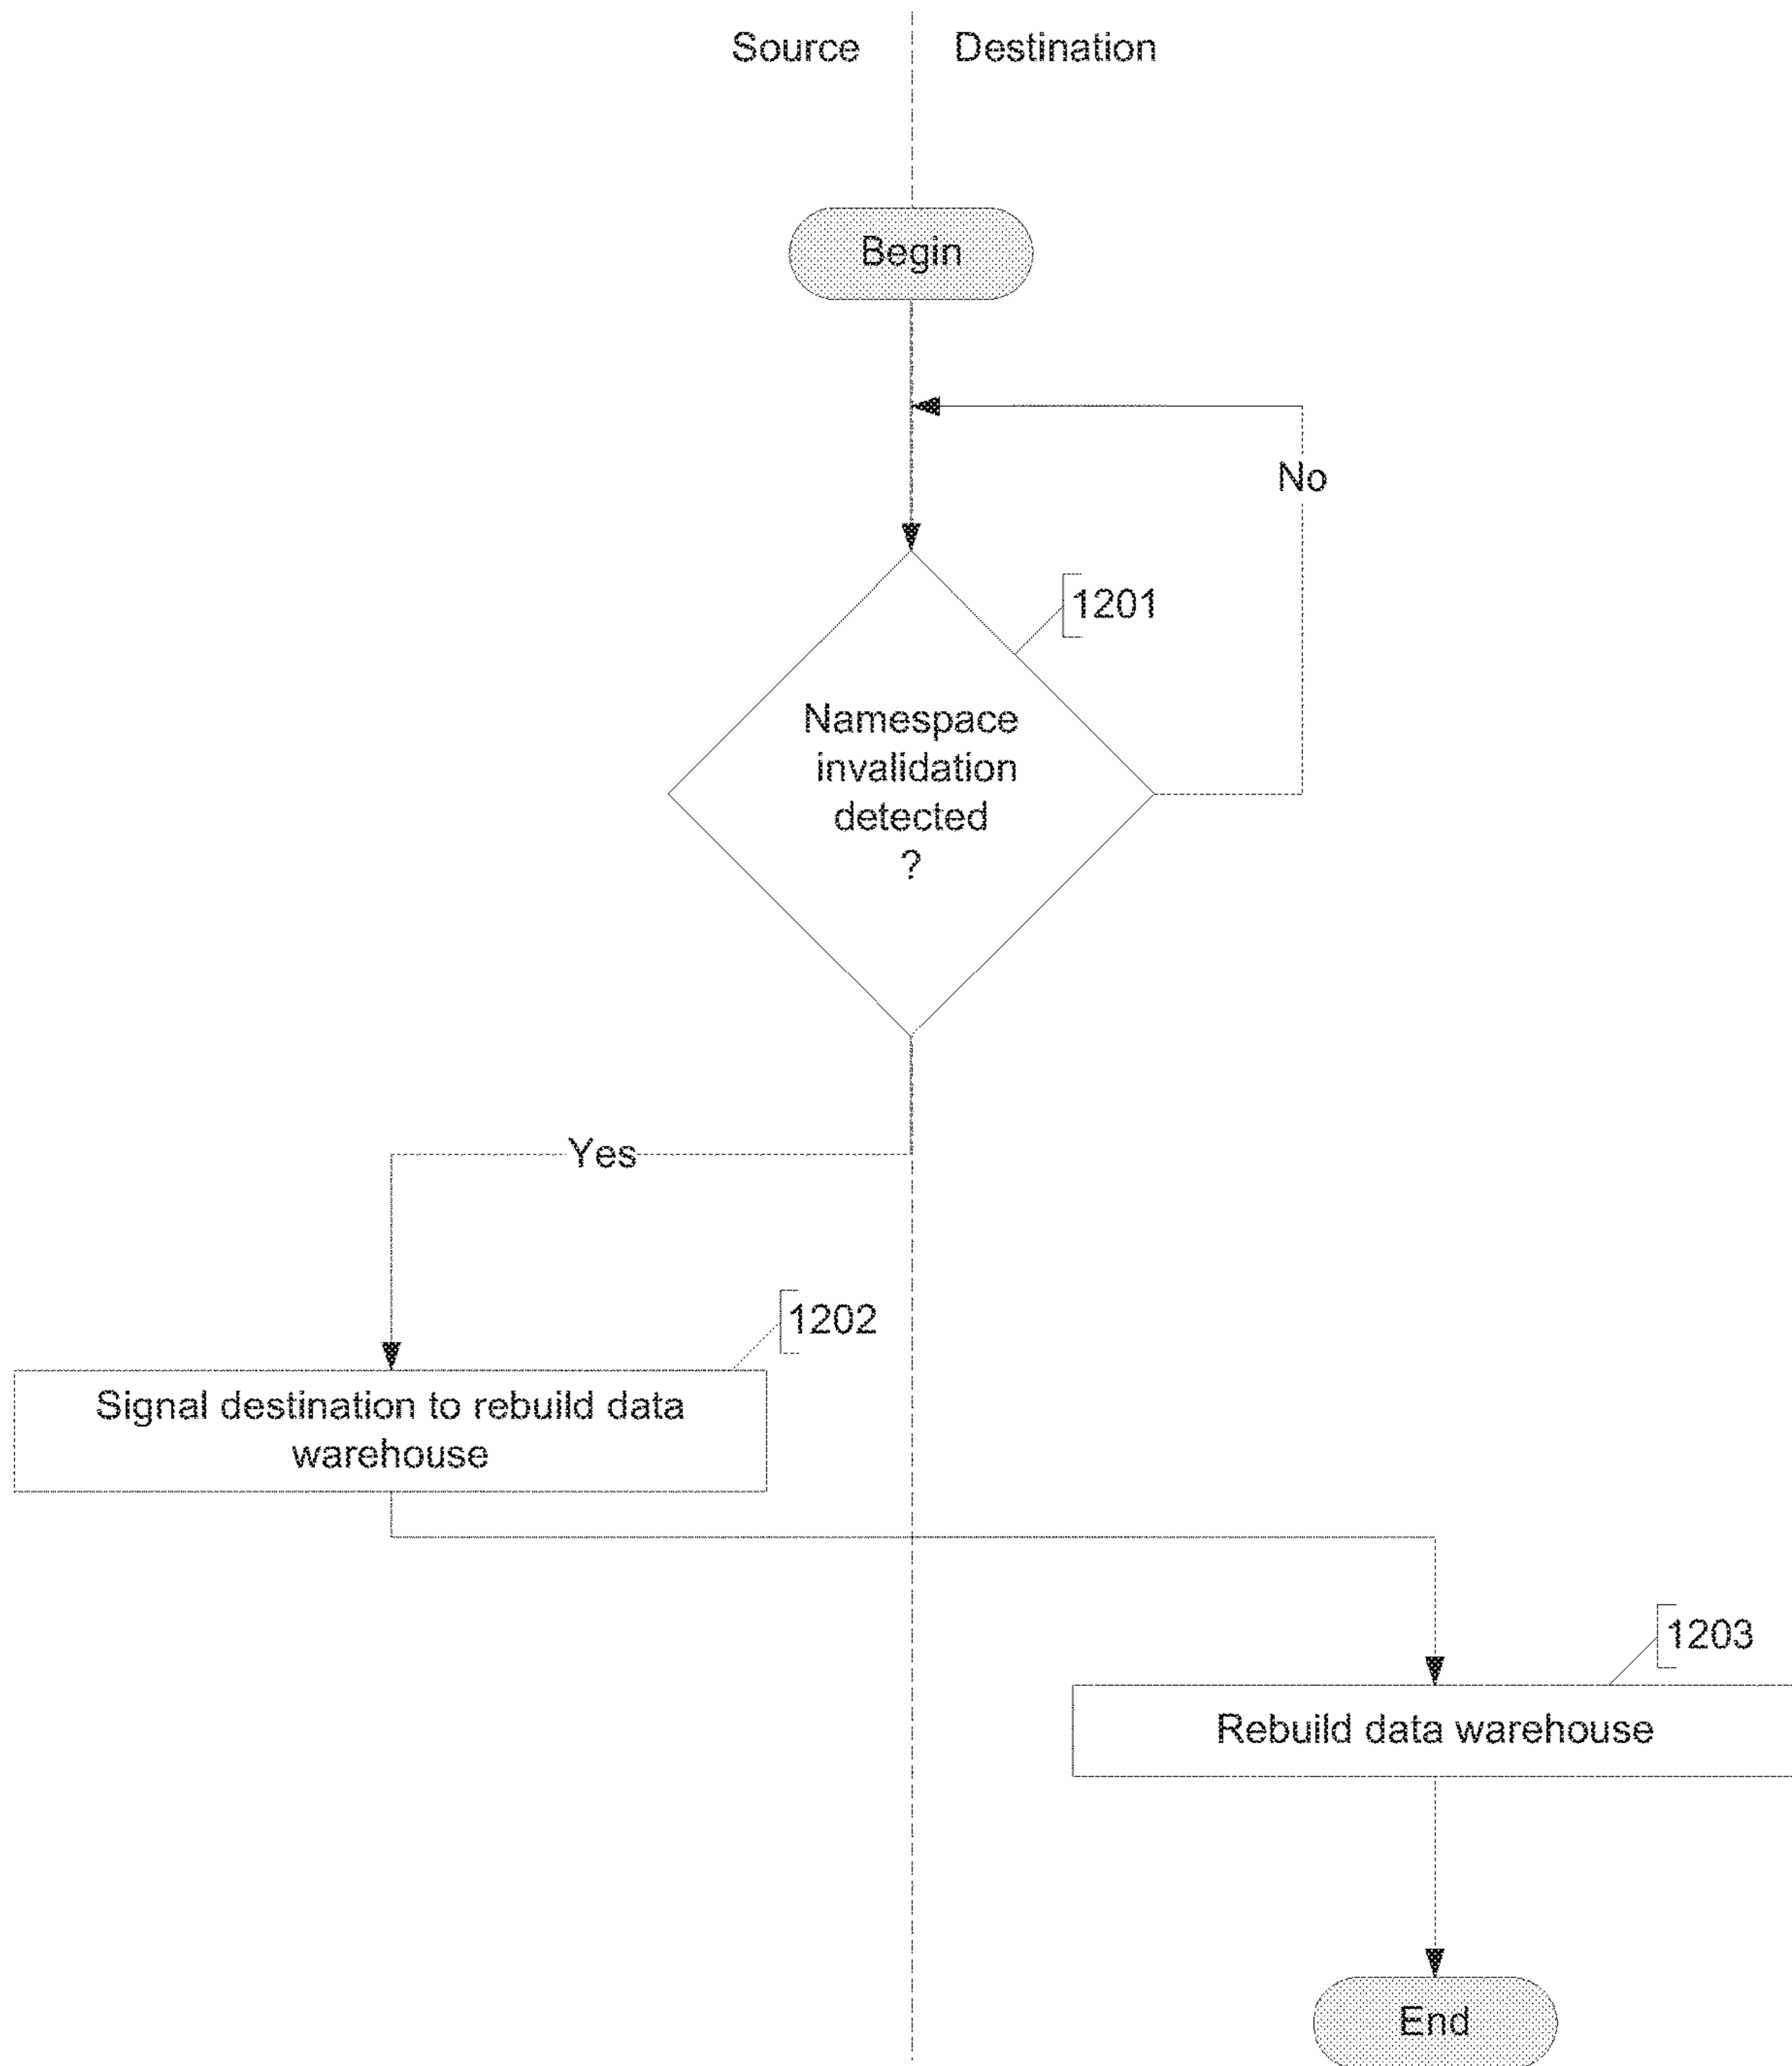 Source
Destination
Begin
No
1201
Namespace
invalidation
detected
?
Yes
1202
Signal destination to rebuild data
warehouse
1203
Rebuild data warehouse
End